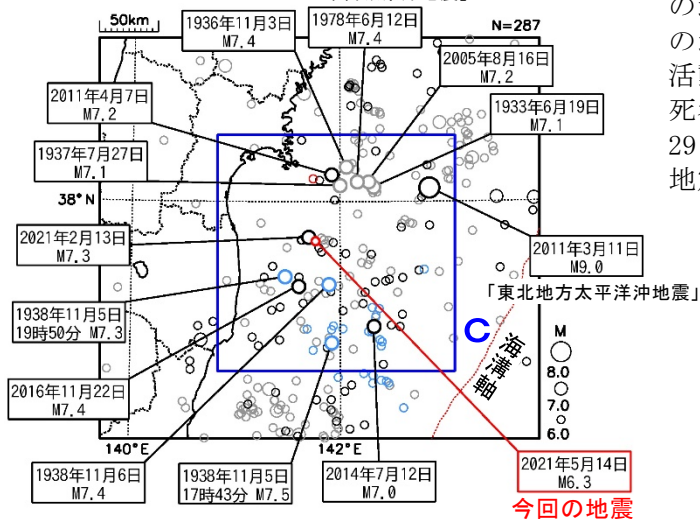 50km
N=287
1936年11月3日
M7.4
1978年6月12日
M7.4
2005年8月16日
M7.2
2011年4月7日
M7.2
1933年6月19日
M7.1
1937年7月27日
M7.1
38°N
2021年2月13日
M7.3
2011年3月11日
M9.0
「東北地方太平洋沖地震」
1938年11月5日
19時50分 M7.3
C
海溝軸
M
8.0
7.0
6.0
2016年11月22日
M7.4
140°E
142°E
1938年11月6日
M7.4
1938年11月5日
17時43分 M7.5
2014年7月12日
M7.0
2021年5月14日
M6.3
今回の地震
の
の
活
死
29
地